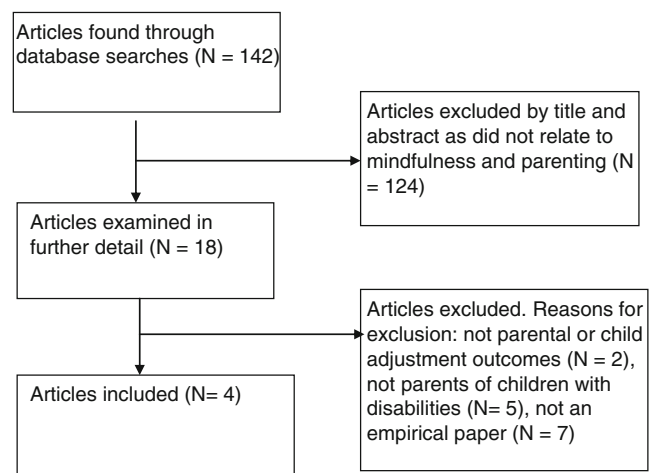 Articles found through
database searches (N = 142)
Articles excluded by title and
abstract as did not relate to
mindfulness and parenting (N
= 124)
Articles examined in
further detail (N = 18)
Articles excluded. Reasons for
exclusion: not parental or child
adjustment outcomes (N = 2),
not parents of children with
disabilities (N= 5), not an
empirical paper (N = 7)
Articles included (N= 4)